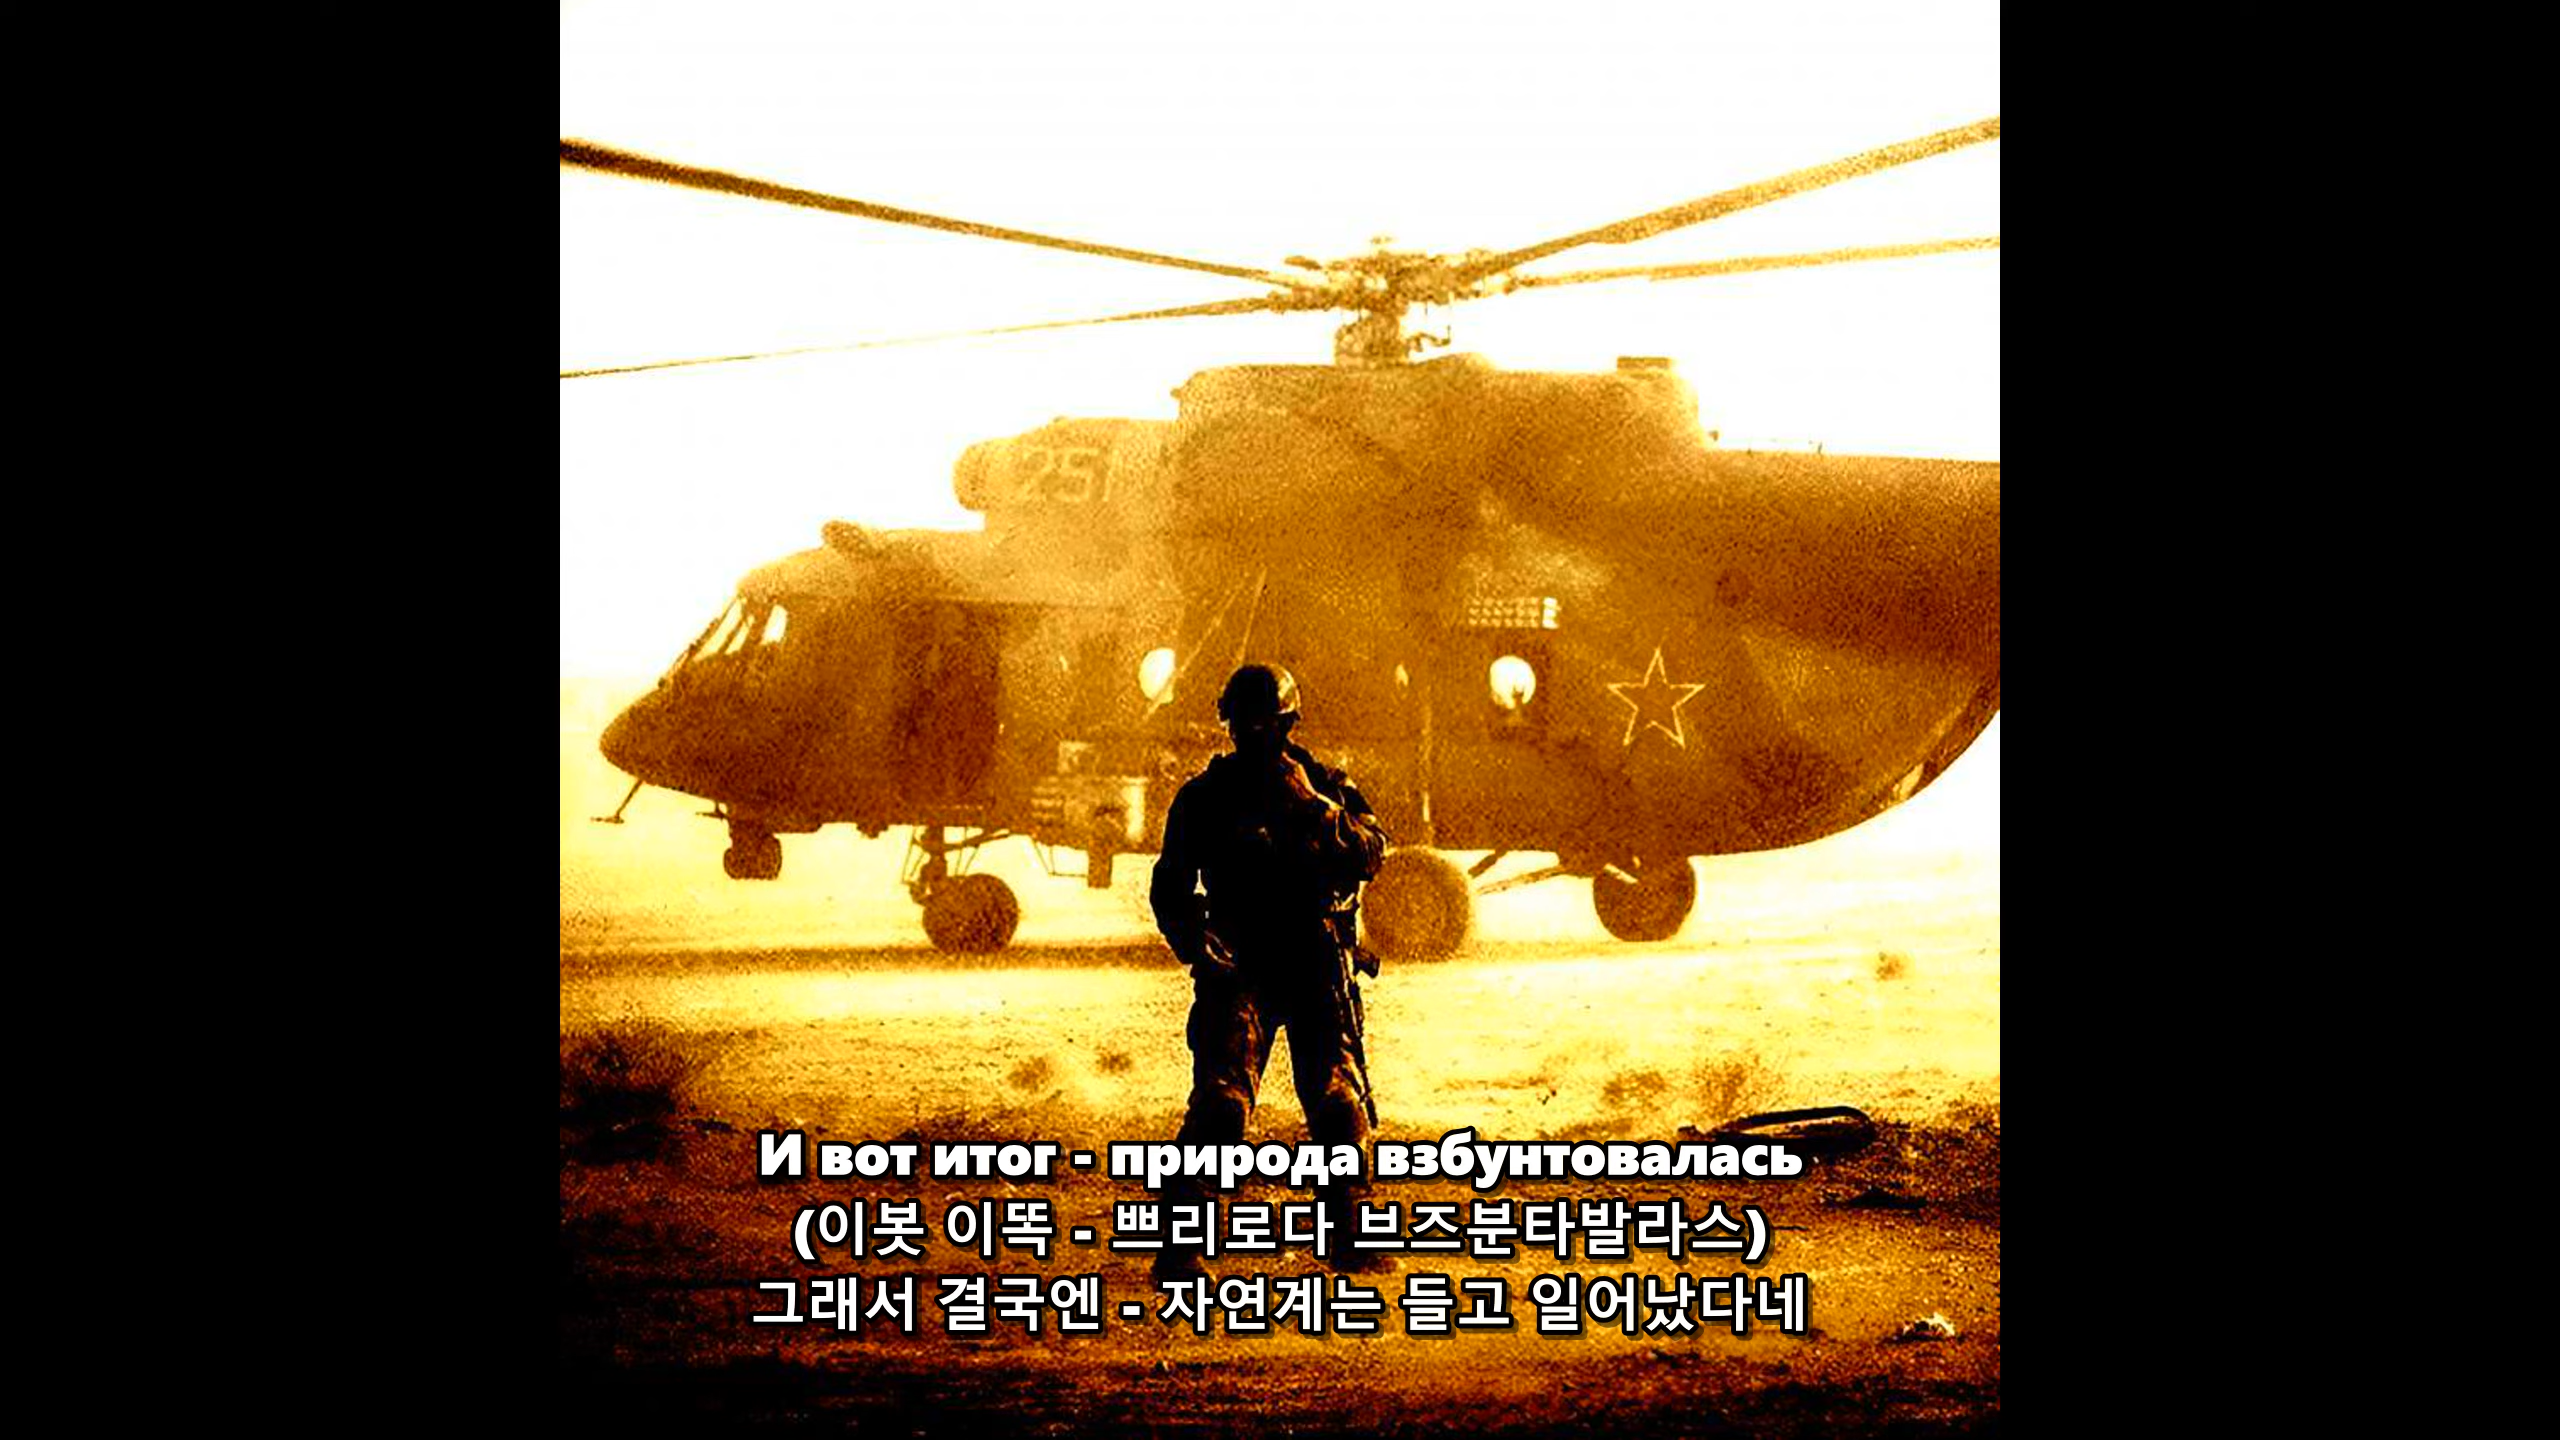 251
И вот итог - природа взбунтовалась
(이봇 이똑 - 쁘리로다 브즈분타발라스)
그래서 결국엔 - 자연계는 들고 일어났다네